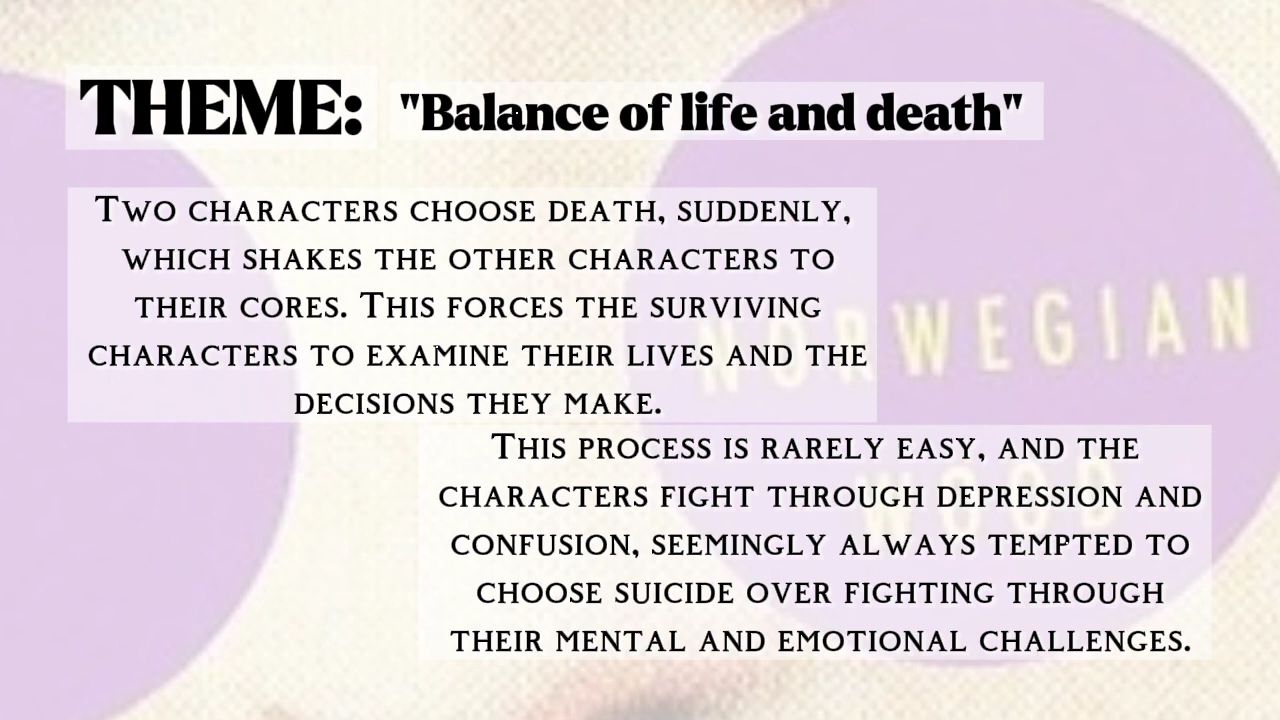 THEME: "Balance of life and death"
Two characters choose death, suddenly,
which shakes the other characters to
their cores. This forces the surviving
characters to examine their lives and the
decisions they make.
NORWEGIAN
This process is rarely easy, and the
characters fight through depression and
confusion, seemingly always tempted to
choose suicide over fighting through
their mental and emotional challenges.
WOOD